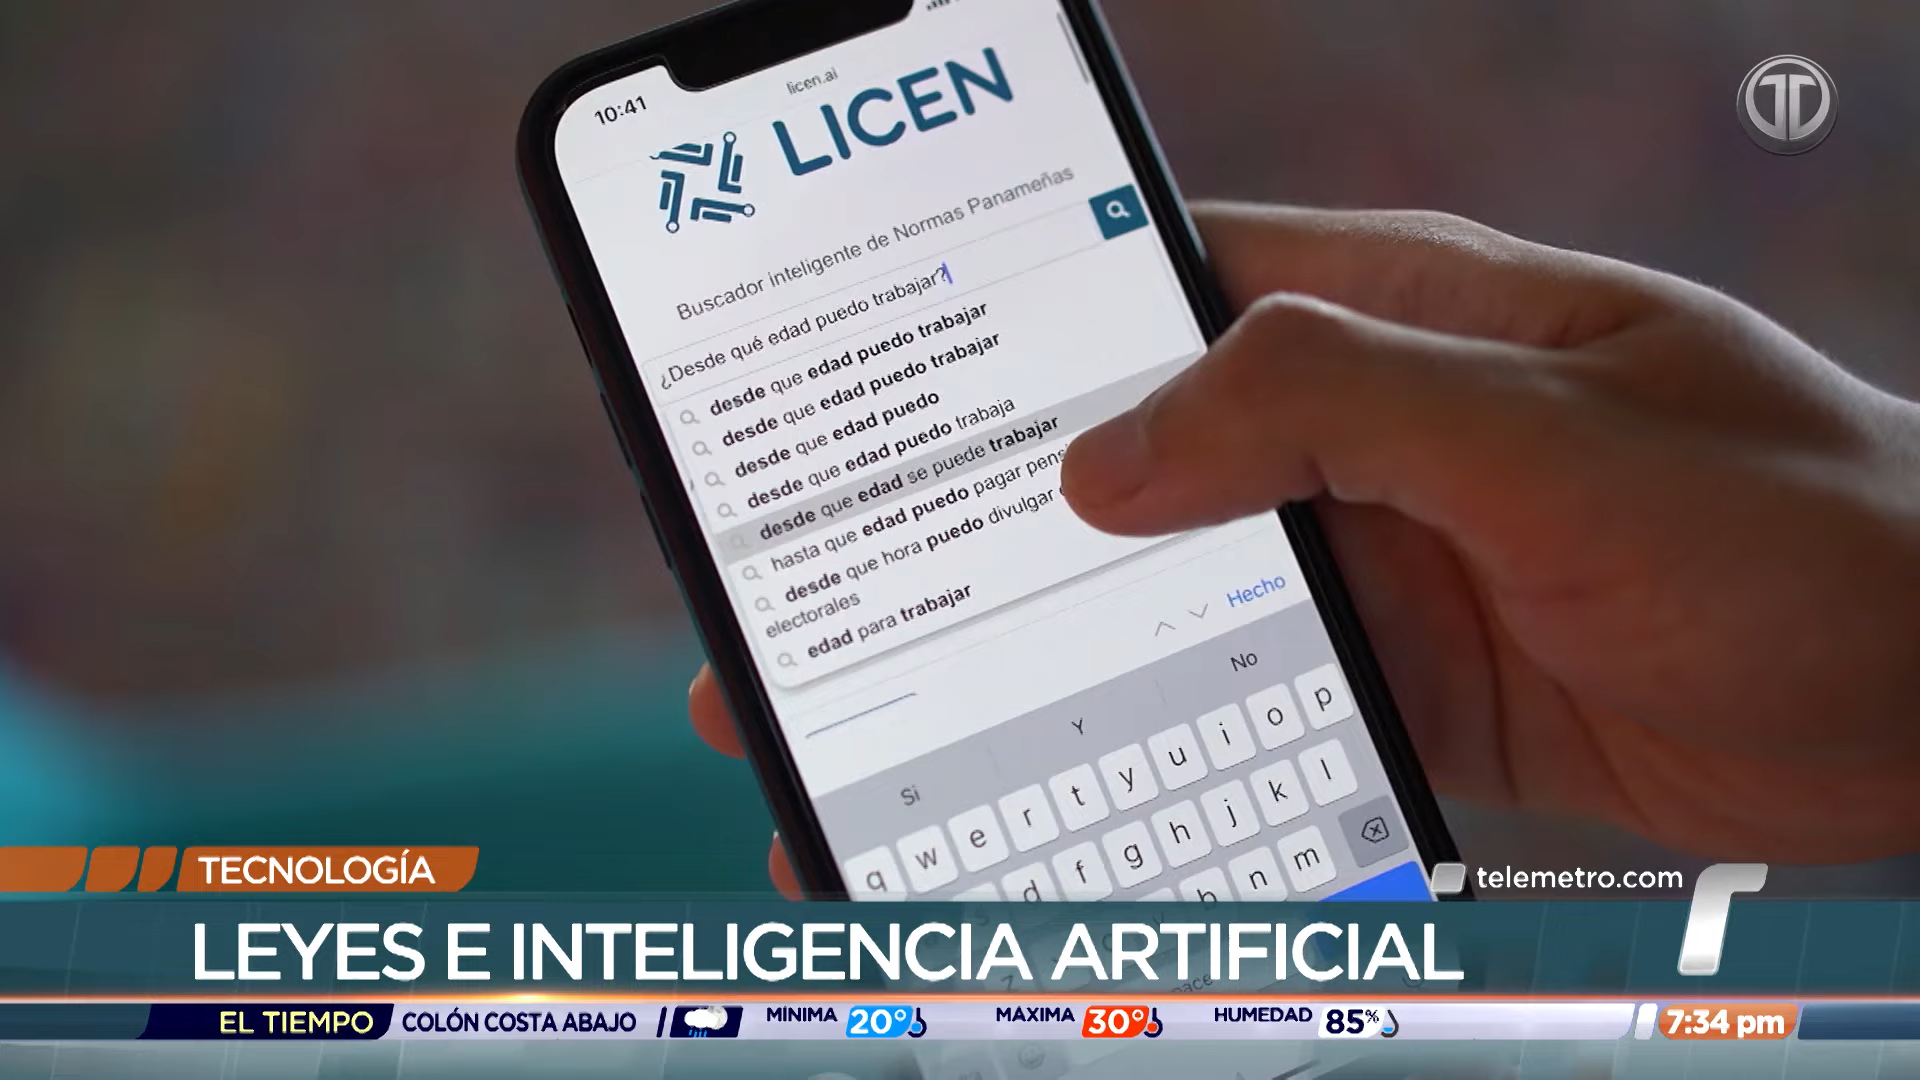 10:41
licen.ai
LICEN
Buscador inteligente de Normas Panameñas
¿Desde qué edad puedo trabajar?
desde que edad puedo trabajar
desde que edad puedo trabajar
desde que edad puedo
desde que edad puedo trabaja
desde que edad se puede trabajar
hasta que edad puedo pagar
desde que hora puedo divulgar
electorales
edad para trabajar
Hecho
Si Y No
q w e r t y u i o p
s d f g h j k l
b n m
TECNOLOGÍA
telemetro.com
LEYES E INTELIGENCIA ARTIFICIAL
EL TIEMPO COLÓN COSTA ABAJO MÍNIMA 20° MÁXIMA 30° HUMEDAD 85% 7:34 pm